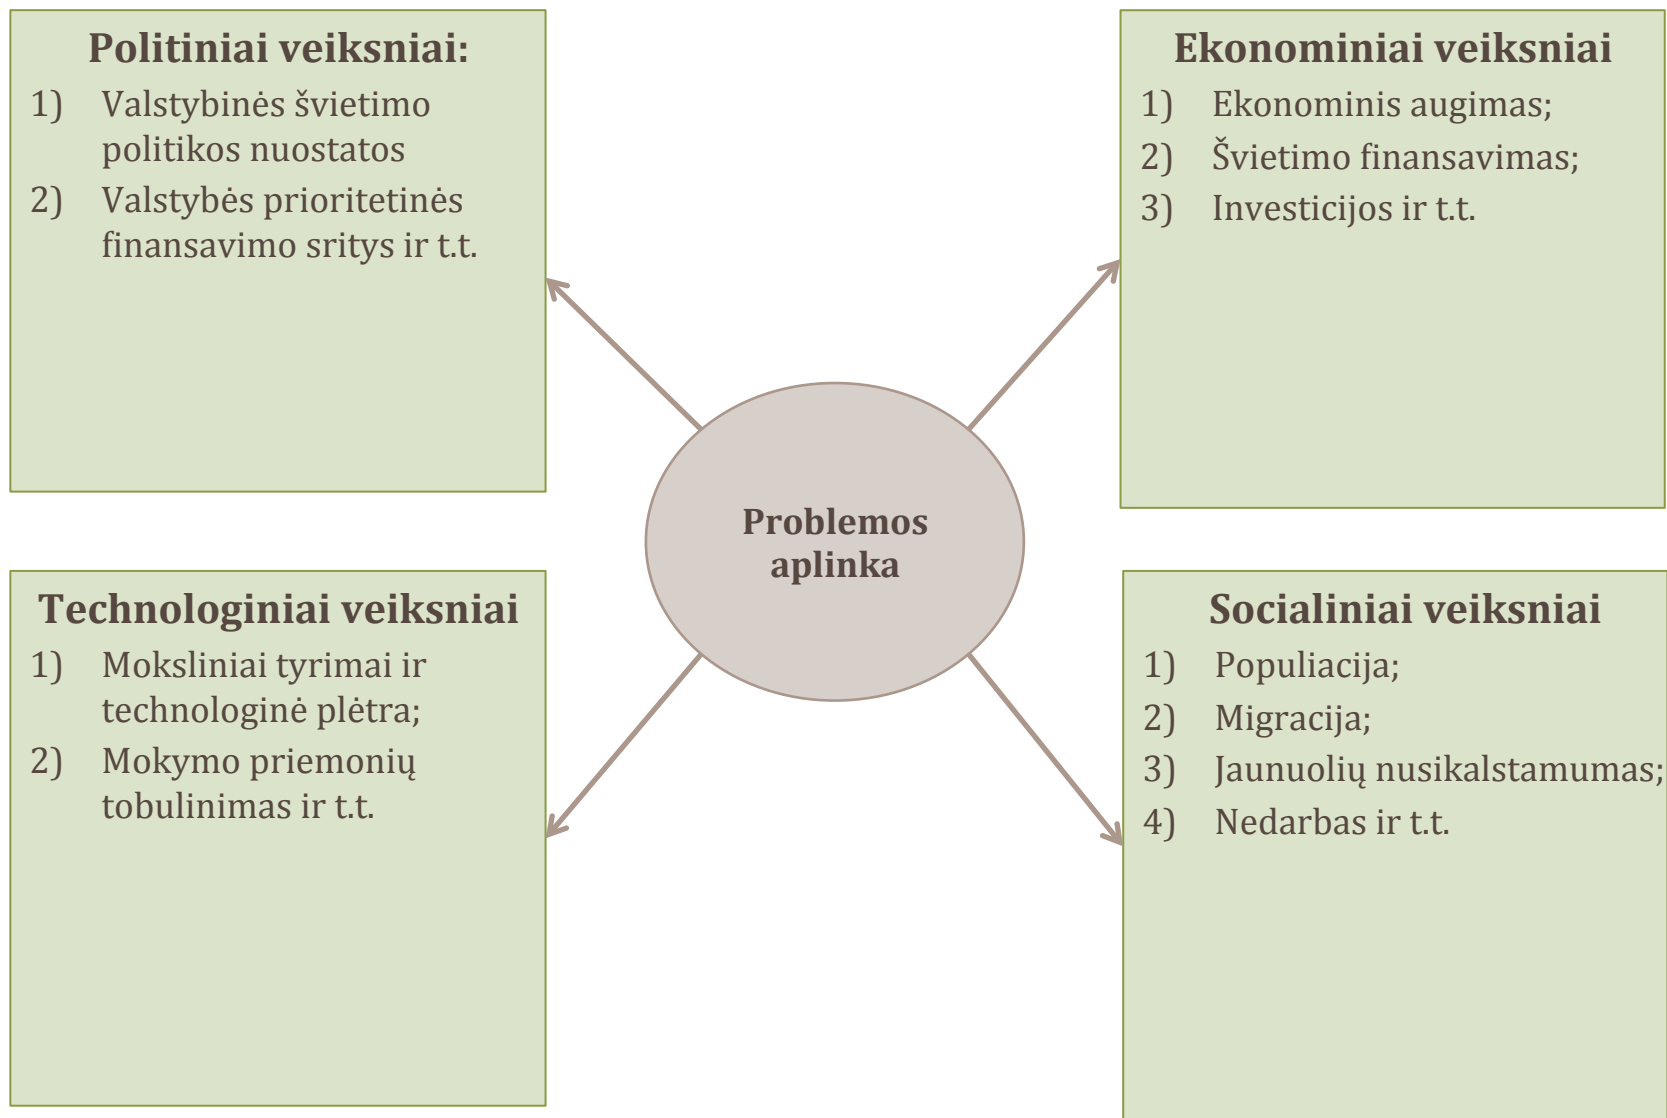 Politiniai veiksniai:
1) Valstybinės švietimo
politikos nuostatos
2) Valstybės prioritetinės
finansavimo sritys ir t.t.
Ekonominiai veiksniai
1) Ekonominis augimas;
2) Švietimo finansavimas;
3) Investicijos ir t.t.
Problemos
aplinka
Technologiniai veiksniai
1) Moksliniai tyrimai ir
technologinė plėtra;
2) Mokymo priemonių
tobulinimas ir t.t.
Socialiniai veiksniai
1) Populiacija;
2) Migracija;
3) Jaunuolių nusikalstamumas;
4) Nedarbas ir t.t.